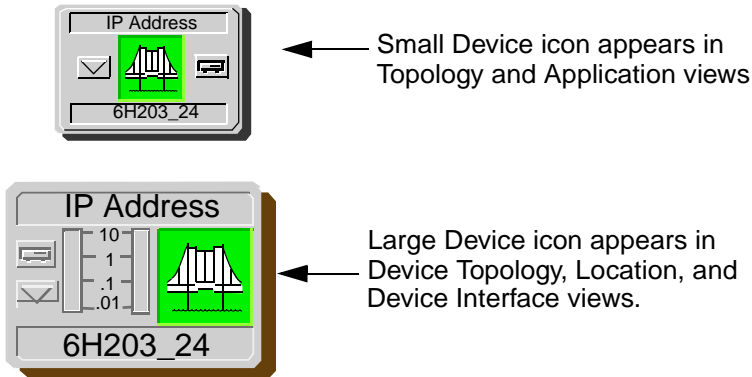 IP Address
6H203_24
Small Device icon appears in
Topology and Application views
IP Address
10
1
.1
.01
6H203_24
Large Device icon appears in
Device Topology, Location, and
Device Interface views.